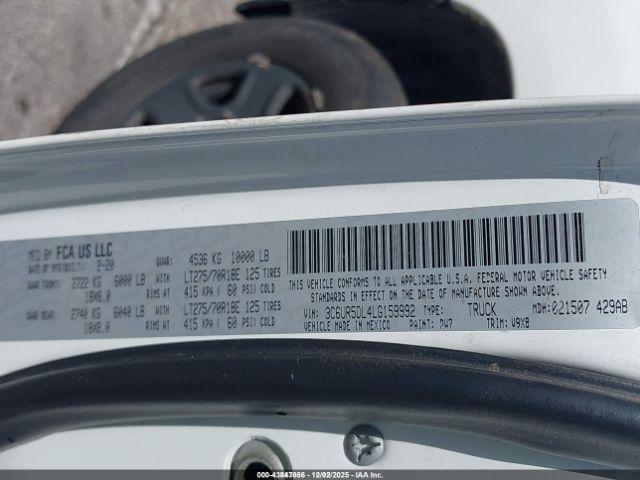 MFD BY FCA US LLC
DATE OF MFR(BUILT): 2-20 GVWR: 4536 KG 10000 LB
GAWR FRONT: 2722 KG 6000 LB WITH LT275/70R18E 125 TIRES
18X8.0 RIMS AT 415 KPA ( 60 PSI) COLD
GAWR REAR: 2740 KG 6040 LB WITH LT275/70R18E 125 TIRES
18X8.0 RIMS AT 415 KPA ( 60 PSI) COLD
THIS VEHICLE CONFORMS TO ALL APPLICABLE U.S.A. FEDERAL MOTOR VEHICLE SAFETY
STANDARDS IN EFFECT ON THE DATE OF MANUFACTURE SHOWN ABOVE.
VIN: 3C6UR5DL4LG159992 TYPE: TRUCK MDH: 021507 429AB
VEHICLE MADE IN MEXICO PAINT: PW7 TRIM: V9X8
000-43847686 - 12/02/2025 - IAAI.COM